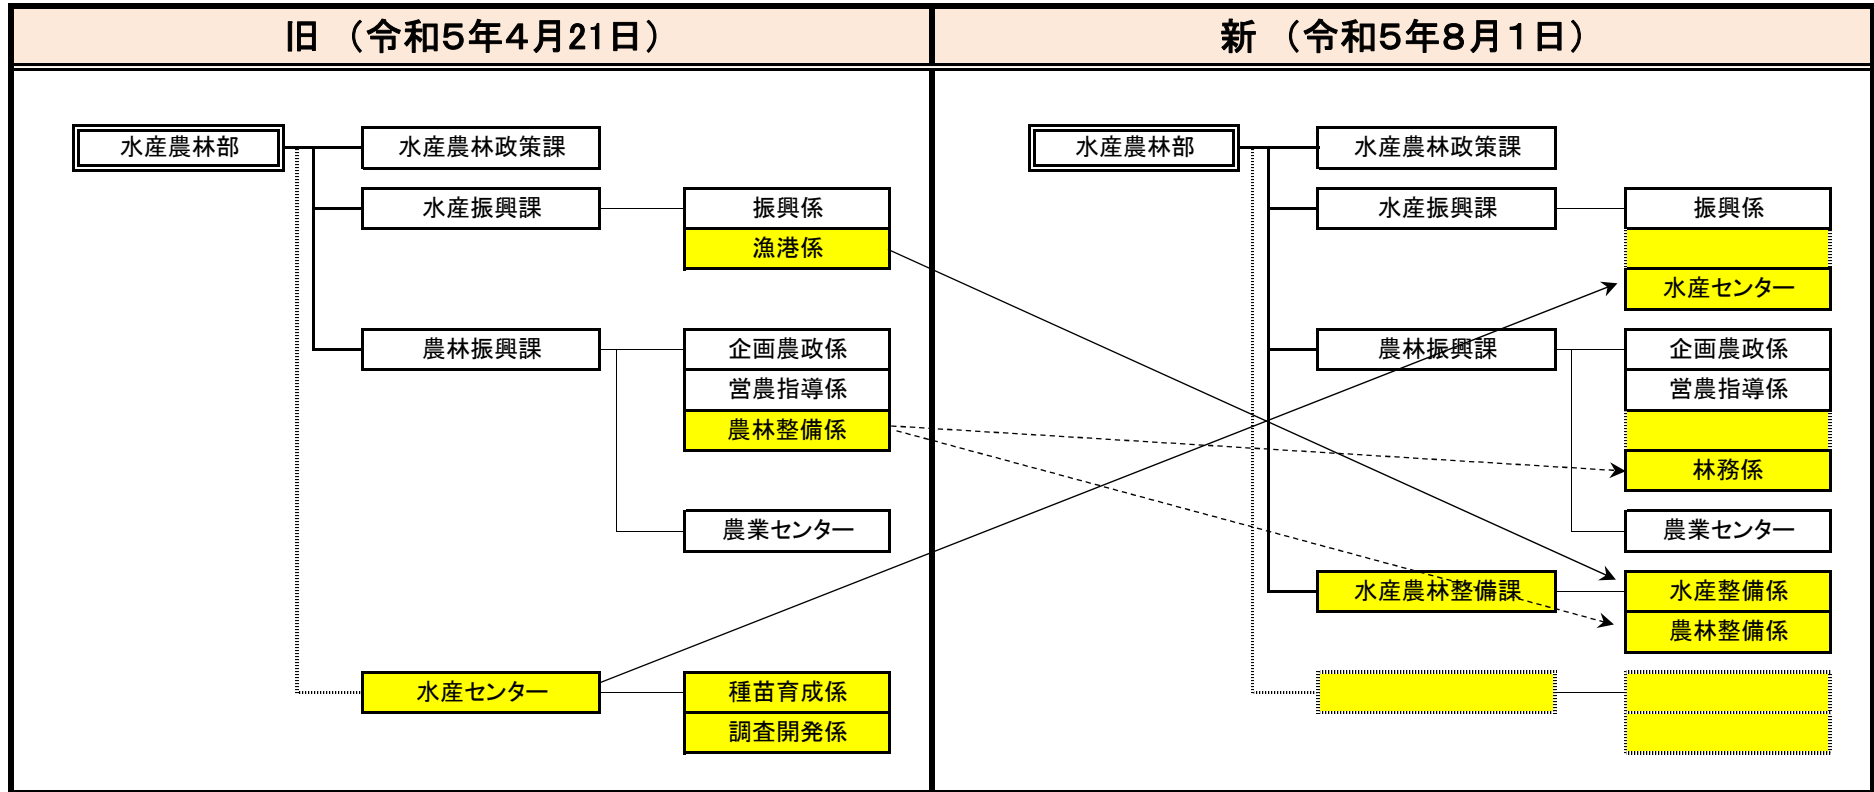 旧 （令和５年４月21日）
水産農林部
水産農林政策課
水産振興課
振興係
漁港係
農林振興課
企画農政係
営農指導係
農林整備係
農業センター
水産センター
種苗育成係
調査開発係
新 （令和５年８月１日）
水産農林部
水産農林政策課
水産振興課
振興係
水産センター
農林振興課
企画農政係
営農指導係
林務係
農業センター
水産農林整備課
水産整備係
農林整備係